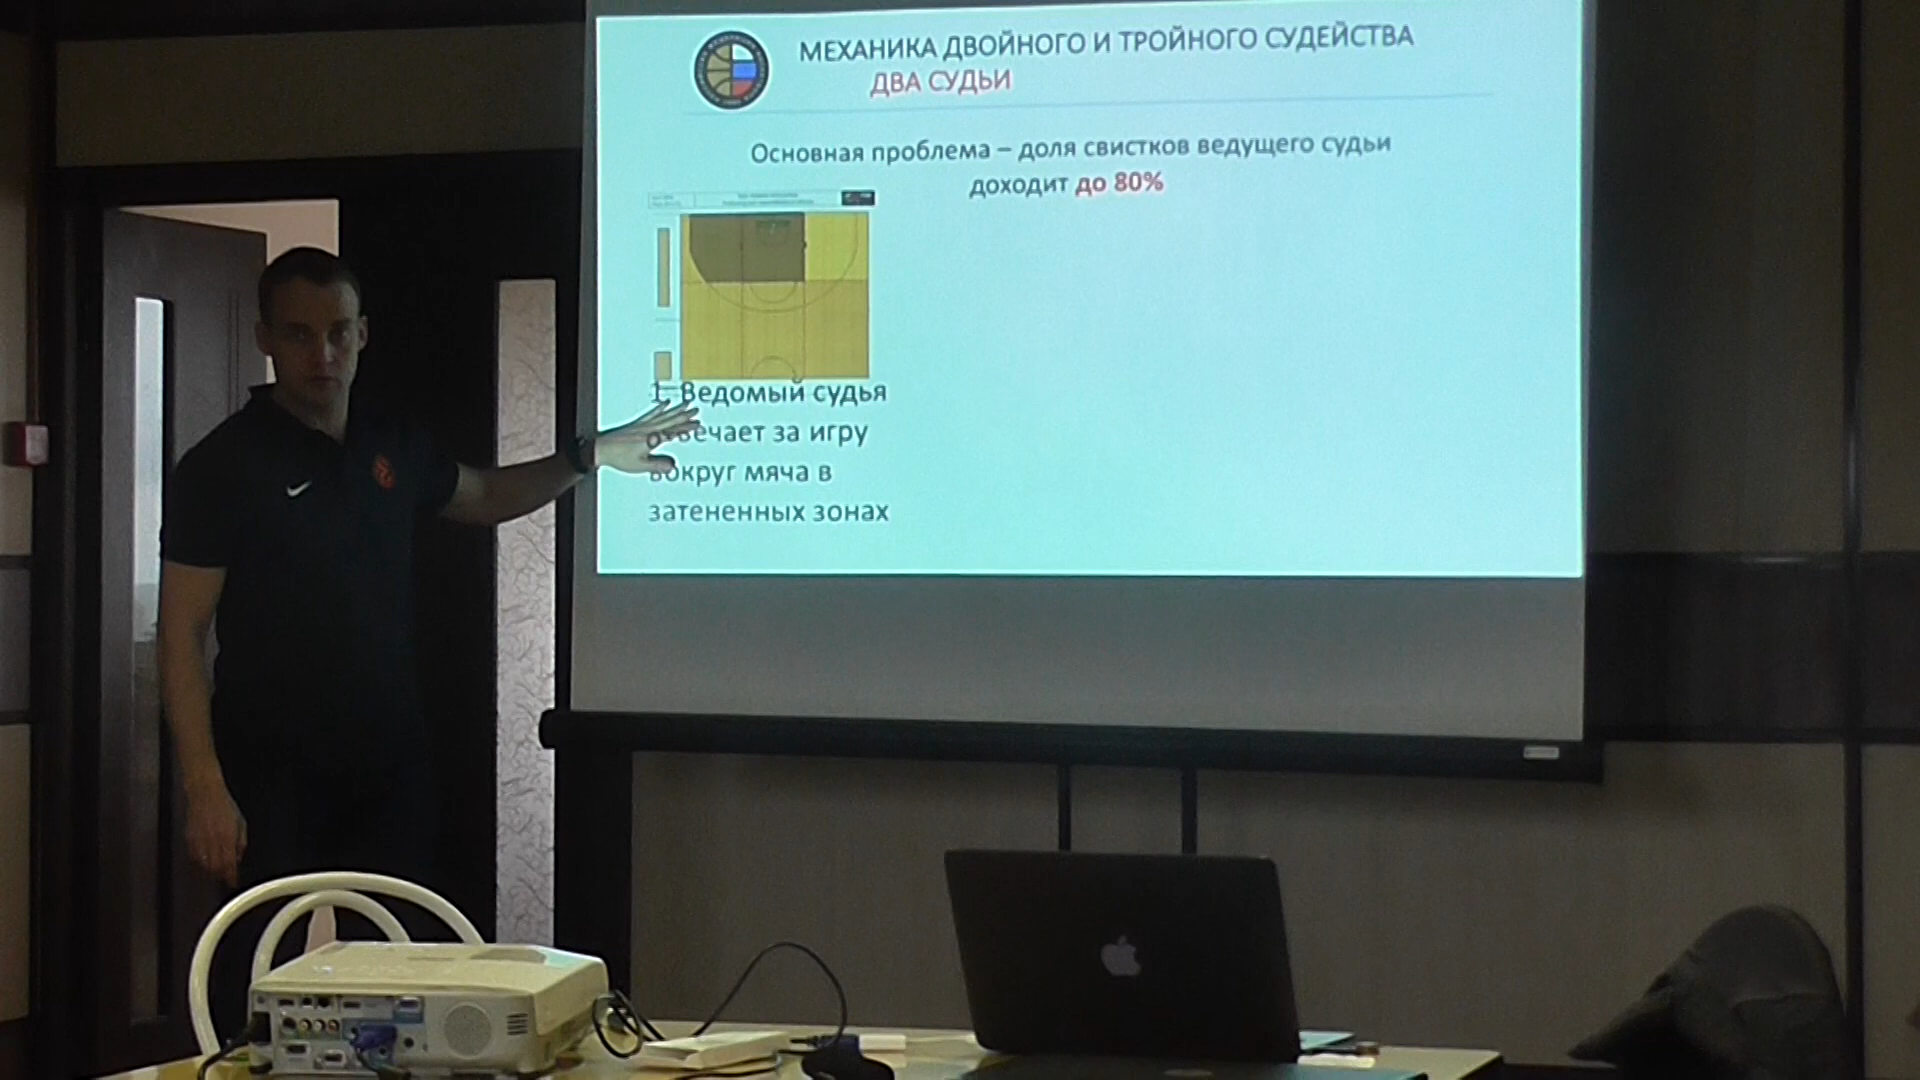 МЕХАНИКА ДВОЙНОГО И ТРОЙНОГО СУДЕЙСТВА
ДВА СУДЬИ
Основная проблема – доля свистков ведущего судьи
доходит до 80%
1. Ведомый судья
отвечает за игру
вокруг мяча в
затененных зонах